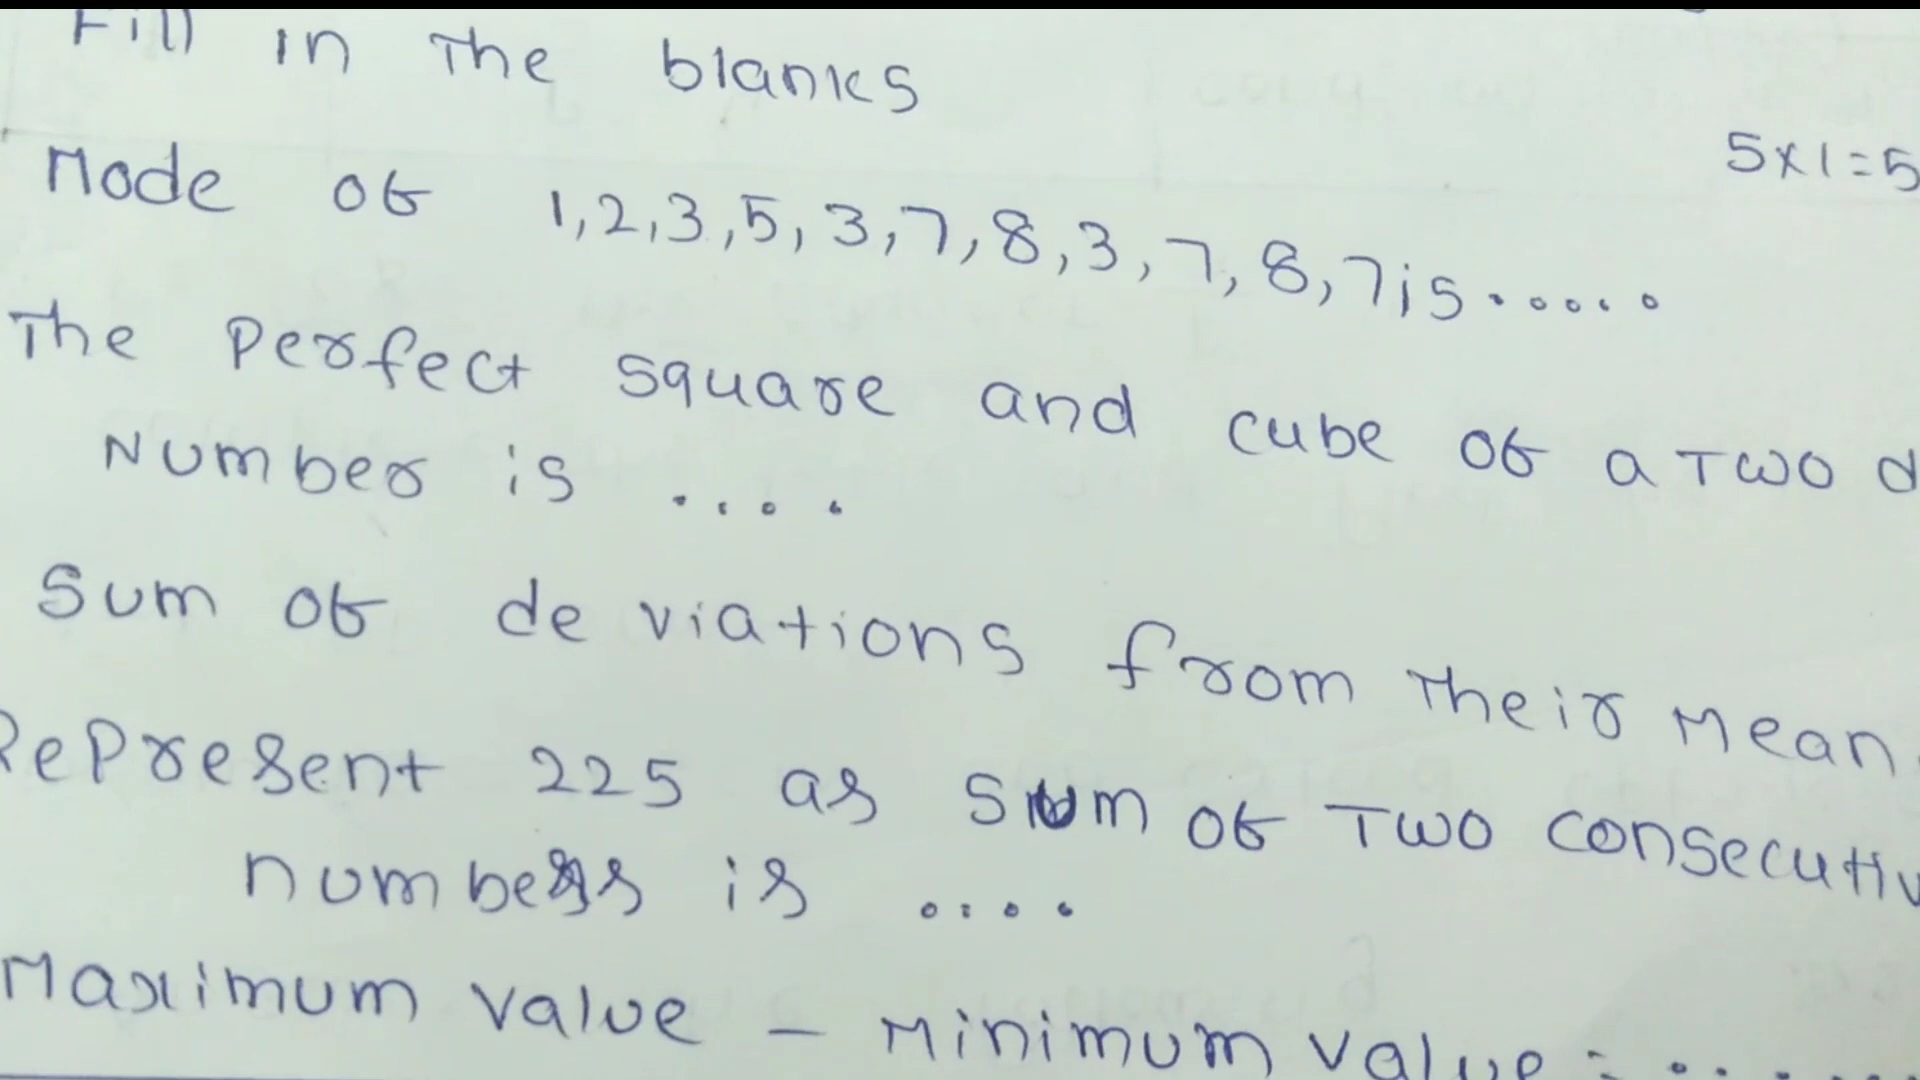 Fill in the blanks
5x1=5
Mode of 1,2,3,5,3,7,8,3,7,8,7 is .....
The Perfect square and cube of a Two d
Number is ....
Sum of deviations from Their Mean.
Represent 225 as sum of Two consecutiv
numbers is ....
Maximum value - Minimum value = ......